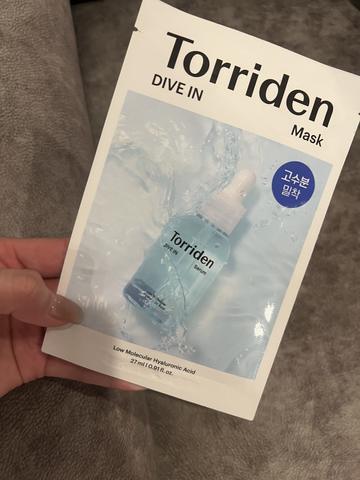 Torriden
DIVE IN
Mask
고수분
밀착
Torriden
DIVE IN
Serum
Low Molecular Hyaluronic Acid
27 ml l 0.91 fl. oz.